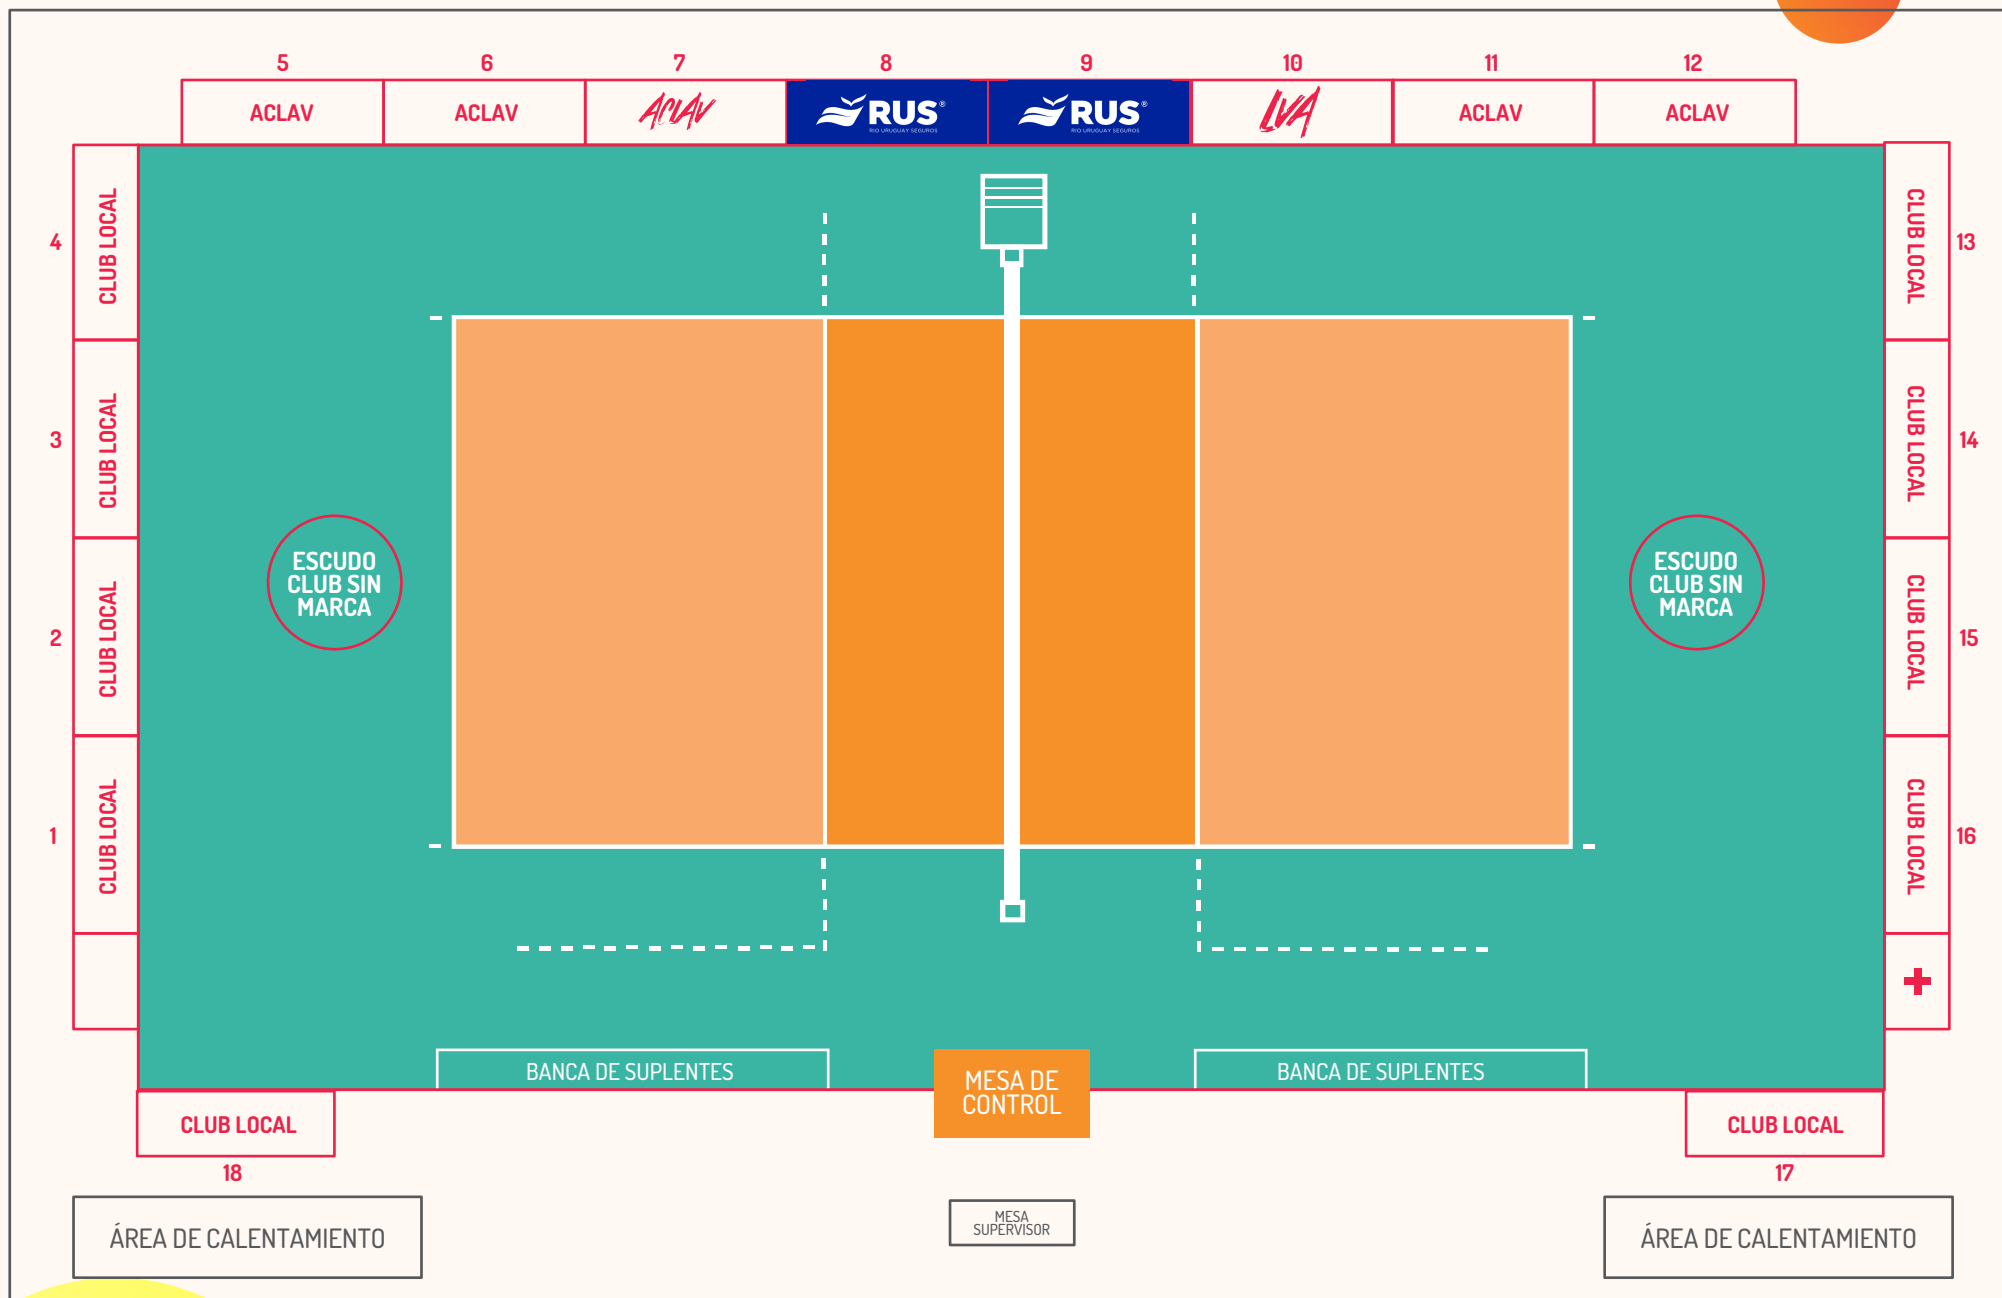 5 6 7 8 9 10 11 12
ACLAV ACLAV ACLAV RUS® RUS® LVA ACLAV ACLAV
RIO URUGUAY SEGUROS RIO URUGUAY SEGUROS
4 CLUB LOCAL CLUB LOCAL 13
3 CLUB LOCAL CLUB LOCAL 14
ESCUDO
CLUB SIN
MARCA
ESCUDO
CLUB SIN
MARCA
2 CLUB LOCAL CLUB LOCAL 15
1 CLUB LOCAL CLUB LOCAL 16
BANCA DE SUPLENTES
MESA DE
CONTROL
BANCA DE SUPLENTES
CLUB LOCAL
18
CLUB LOCAL
17
ÁREA DE CALENTAMIENTO
MESA
SUPERVISOR
ÁREA DE CALENTAMIENTO